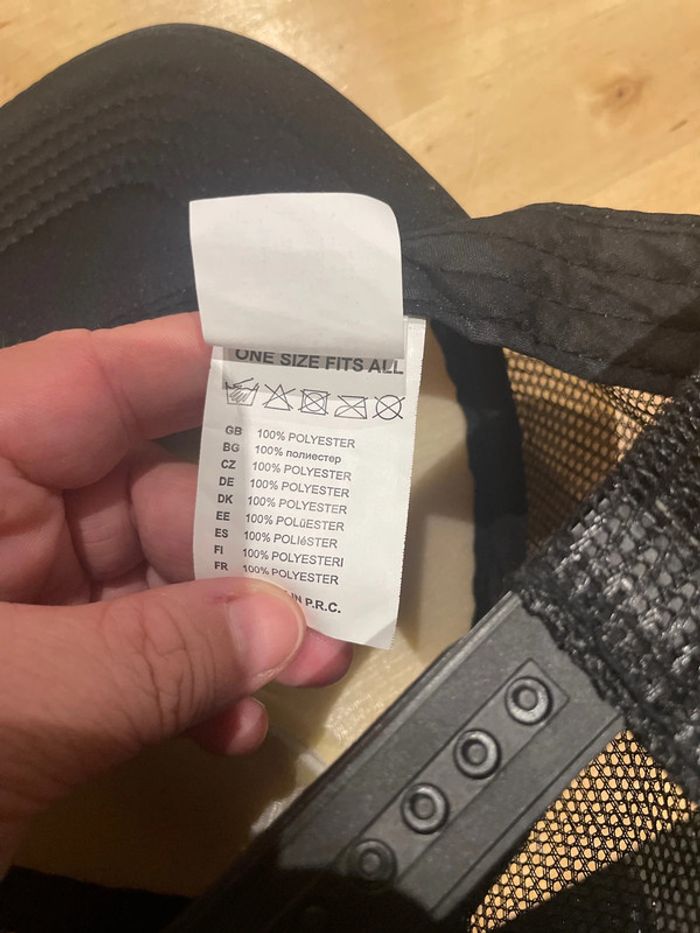 ONE SIZE FITS ALL
GB 100% POLYESTER
BG 100% полиестер
CZ 100% POLYESTER
DE 100% POLYESTER
DK 100% POLYESTER
EE 100% POLüESTER
ES 100% POLIéSTER
FI 100% POLYESTERI
FR 100% POLYESTER
IN P.R.C.